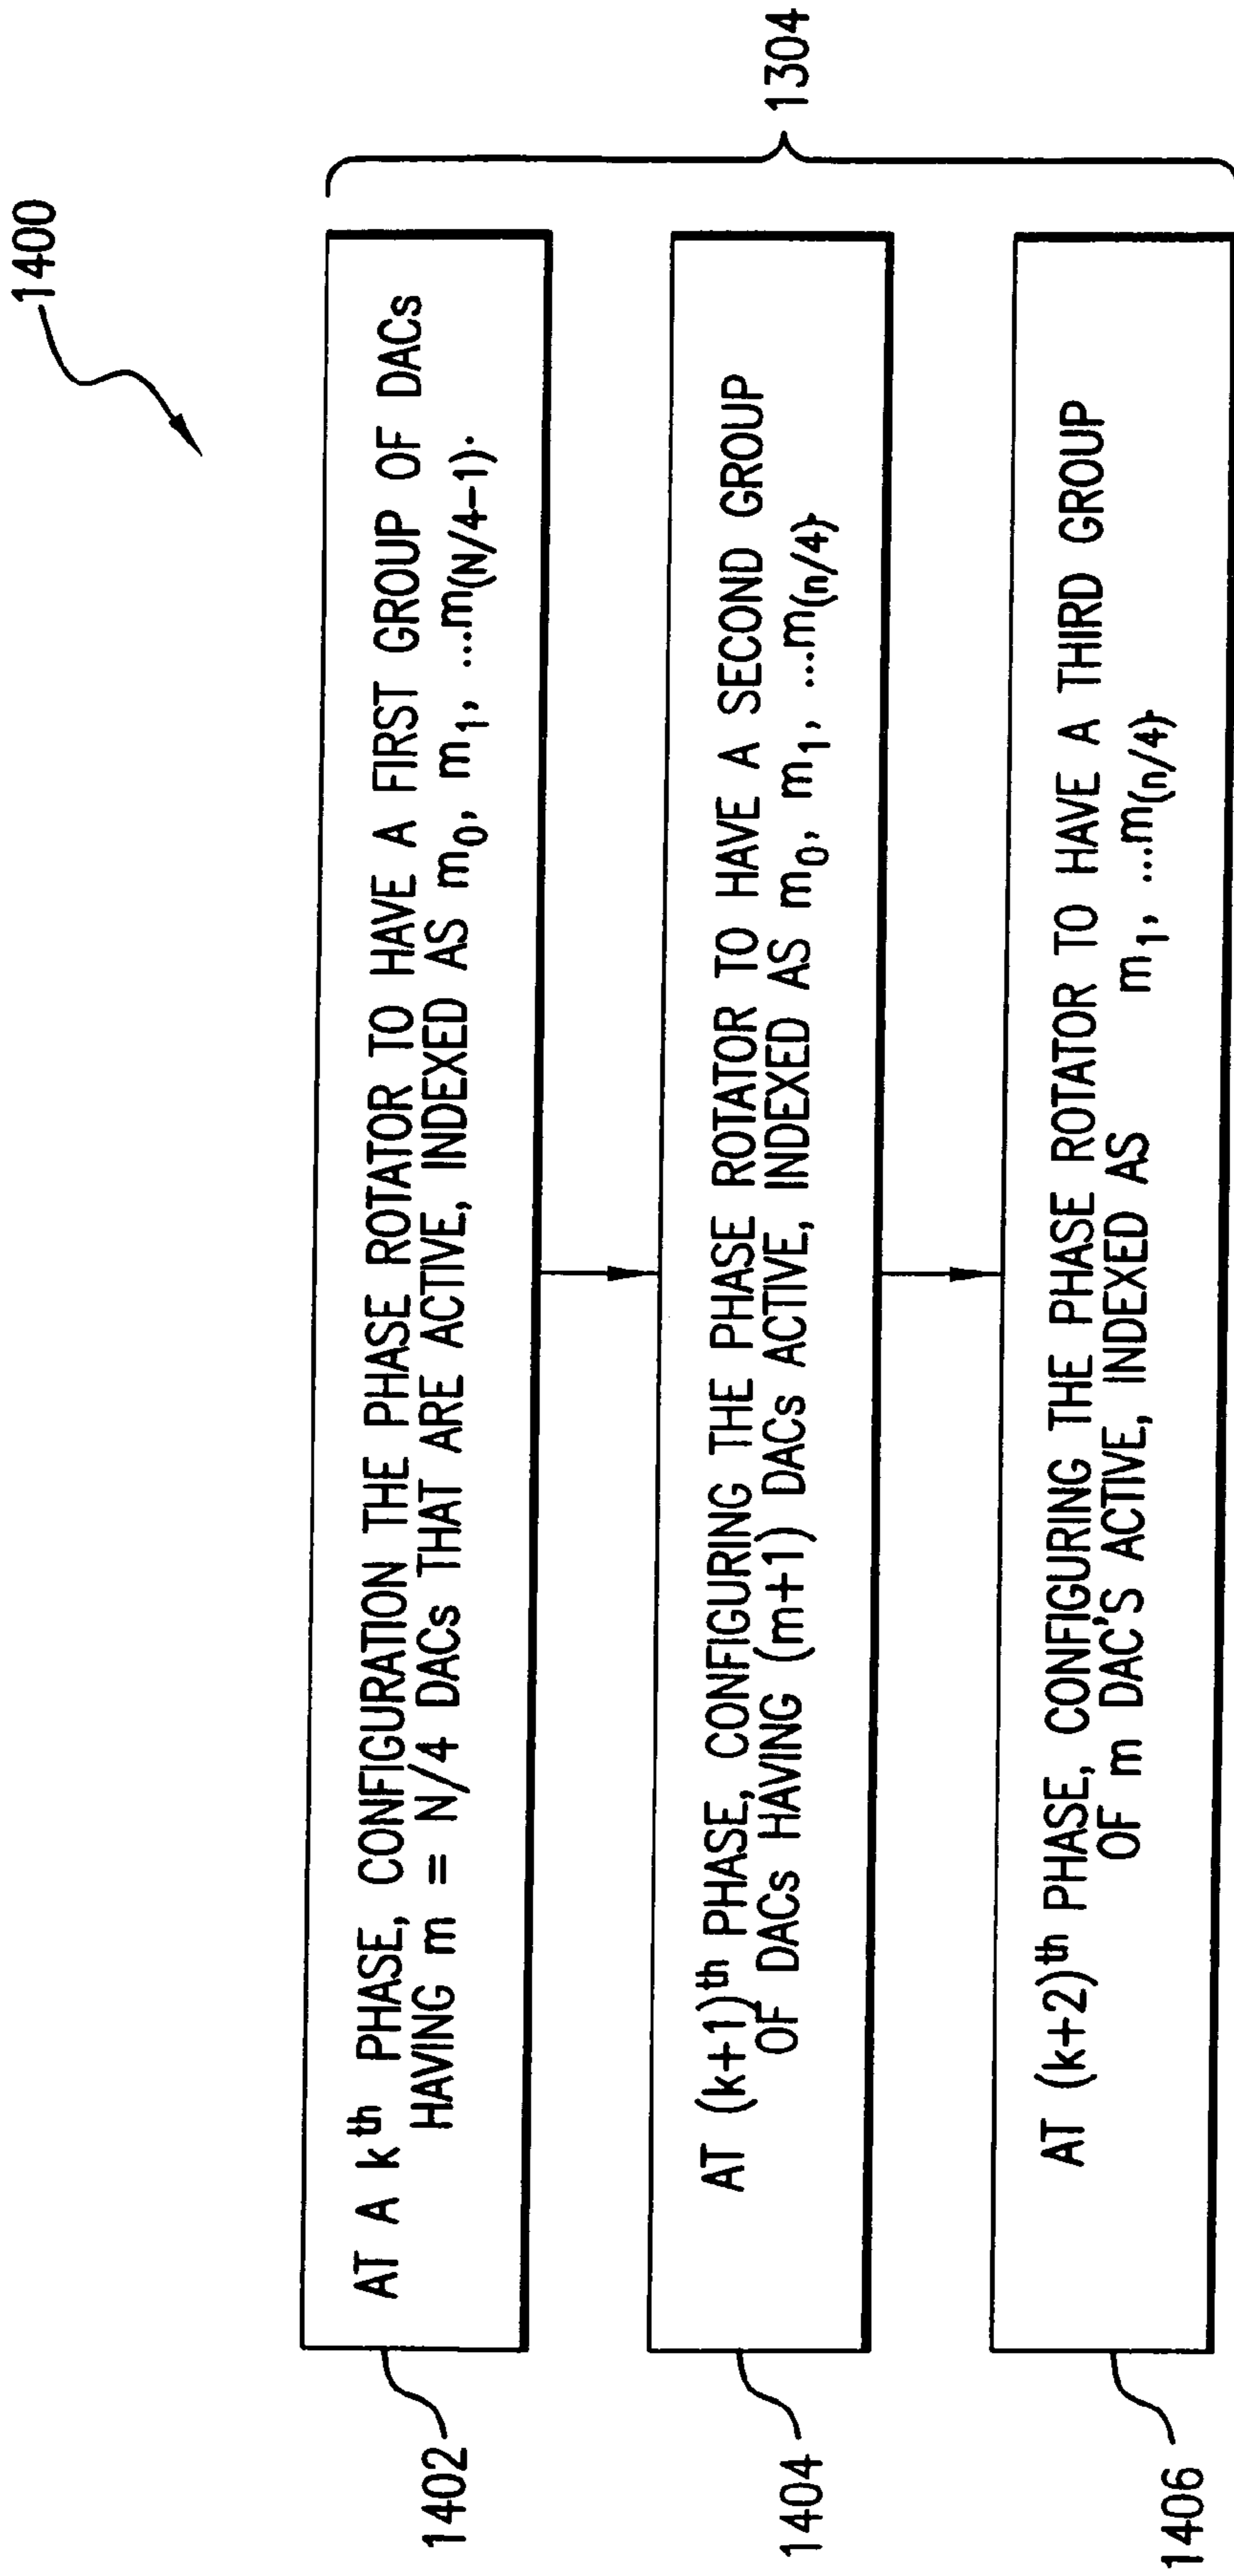 1400
1402
AT A kth PHASE, CONFIGURATION THE PHASE ROTATOR TO HAVE A FIRST GROUP OF DACs
HAVING m = N/4 DACs THAT ARE ACTIVE, INDEXED AS m0, m1, ...m(N/4-1).
1404
AT (k+1)th PHASE, CONFIGURING THE PHASE ROTATOR TO HAVE A SECOND GROUP
OF DACs HAVING (m+1) DACs ACTIVE, INDEXED AS m0, m1, ...m(n/4)
1406
AT (k+2)th PHASE, CONFIGURING THE PHASE ROTATOR TO HAVE A THIRD GROUP
OF m DAC'S ACTIVE, INDEXED AS m1, ...m(n/4)
1304